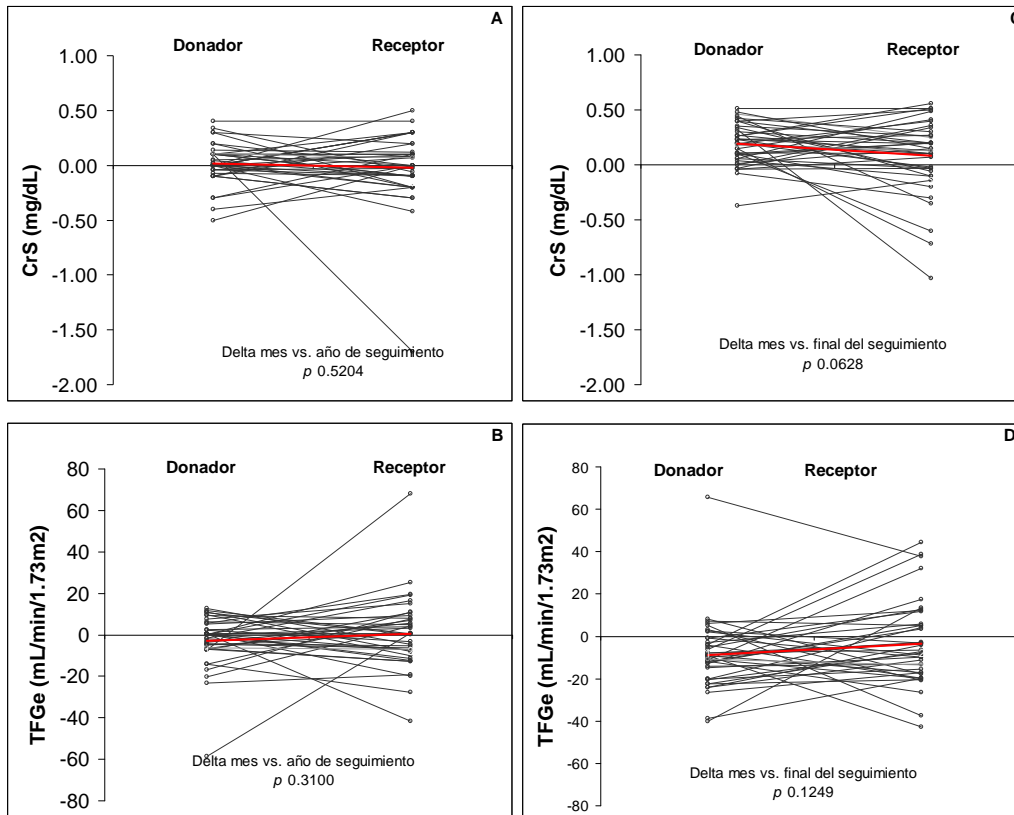 A
Donador Receptor
1.00
0.50
0.00
-0.50
-1.00
-1.50
-2.00
CrS (mg/dL)
Delta mes vs. año de seguimiento
p 0.5204
Donador Receptor
1.00
0.50
0.00
-0.50
-1.00
-1.50
-2.00
CrS (mg/dL)
Delta mes vs. final del seguimiento
p 0.0628
B
Donador Receptor
80
60
40
20
0
-20
-40
-60
-80
TFGe (mL/min/1.73m2)
Delta mes vs. año de seguimiento
p 0.3100
D
Donador Receptor
80
60
40
20
0
-20
-40
-60
-80
TFGe (mL/min/1.73m2)
Delta mes vs. final del seguimiento
p 0.1249